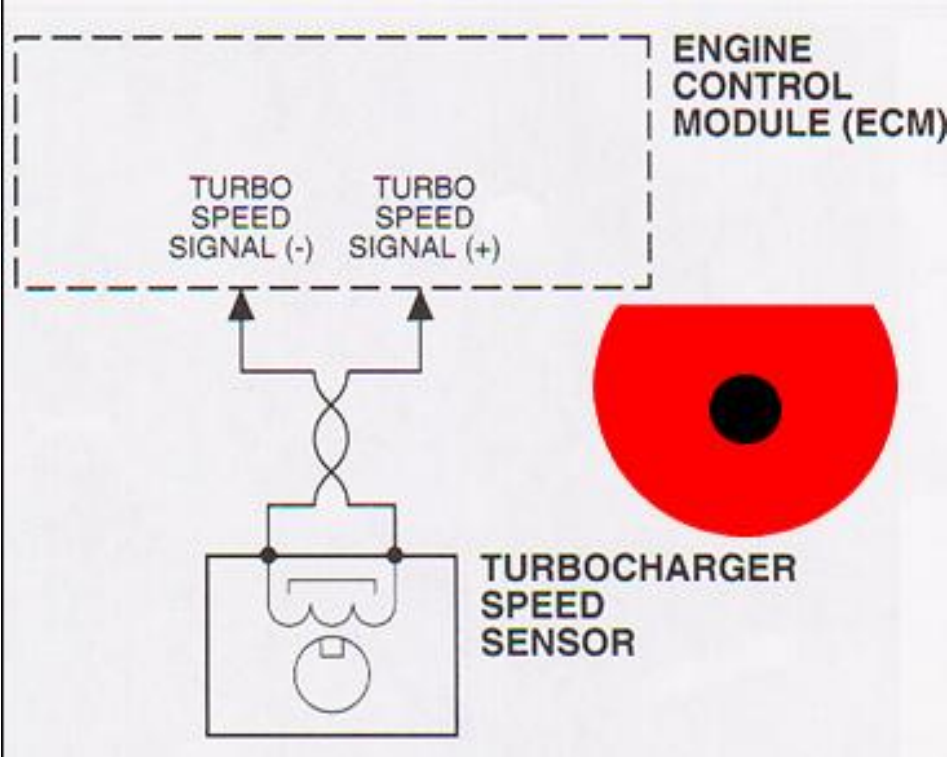 ENGINE
CONTROL
MODULE (ECM)
TURBO
SPEED
SIGNAL (-)
TURBO
SPEED
SIGNAL (+)
TURBOCHARGER
SPEED
SENSOR